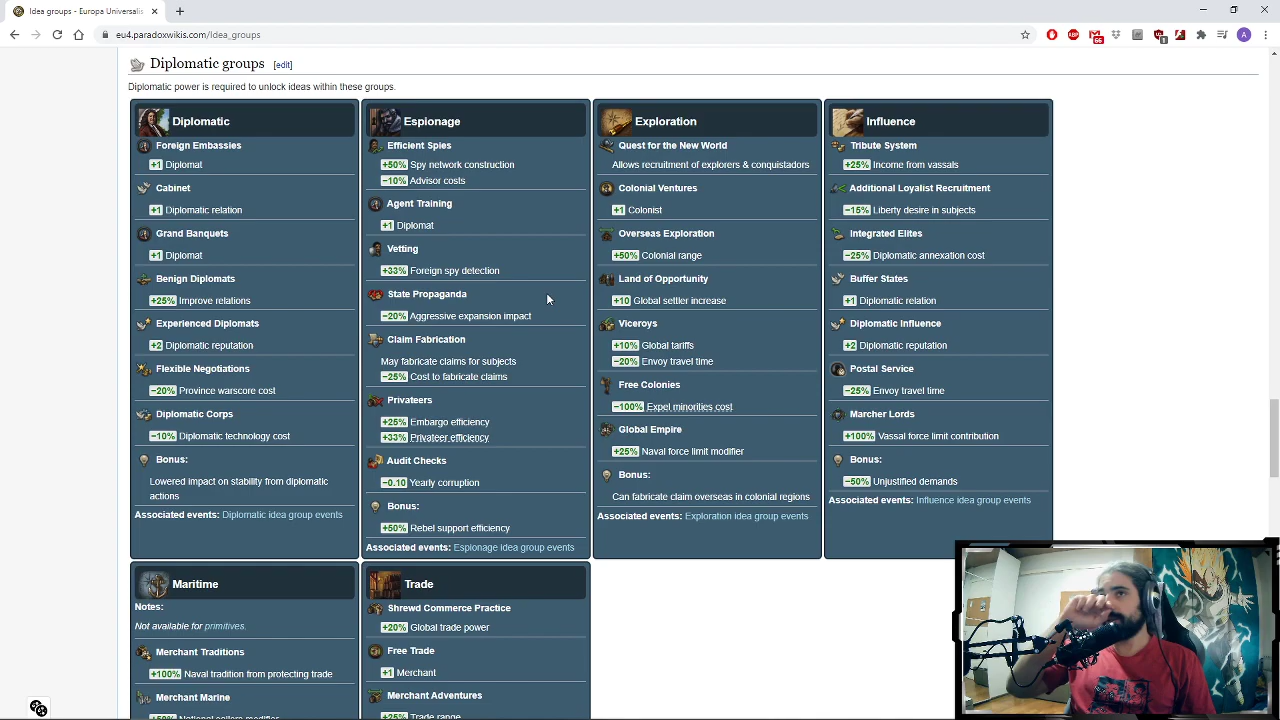 Idea groups - Europa Universalis
eu4.paradoxwikis.com/Idea_groups
66
1
A
Diplomatic groups [edit]
Diplomatic power is required to unlock ideas within these groups.
Diplomatic
Foreign Embassies
+1 Diplomat
Cabinet
+1 Diplomatic relation
Grand Banquets
+1 Diplomat
Benign Diplomats
+25% Improve relations
Experienced Diplomats
+2 Diplomatic reputation
Flexible Negotiations
−20% Province warscore cost
Diplomatic Corps
−10% Diplomatic technology cost
Bonus:
Lowered impact on stability from diplomatic
actions
Associated events: Diplomatic idea group events
Espionage
Efficient Spies
+50% Spy network construction
−10% Advisor costs
Agent Training
+1 Diplomat
Vetting
+33% Foreign spy detection
State Propaganda
−20% Aggressive expansion impact
Claim Fabrication
May fabricate claims for subjects
−25% Cost to fabricate claims
Privateers
+25% Embargo efficiency
+33% Privateer efficiency
Audit Checks
−0.10 Yearly corruption
Bonus:
+50% Rebel support efficiency
Associated events: Espionage idea group events
Exploration
Quest for the New World
Allows recruitment of explorers & conquistadors
Colonial Ventures
+1 Colonist
Overseas Exploration
+50% Colonial range
Land of Opportunity
+10 Global settler increase
Viceroys
+10% Global tariffs
−20% Envoy travel time
Free Colonies
−100% Expel minorities cost
Global Empire
+25% Naval force limit modifier
Bonus:
Can fabricate claim overseas in colonial regions
Associated events: Exploration idea group events
Influence
Tribute System
+25% Income from vassals
Additional Loyalist Recruitment
−15% Liberty desire in subjects
Integrated Elites
−25% Diplomatic annexation cost
Buffer States
+1 Diplomatic relation
Diplomatic Influence
+2 Diplomatic reputation
Postal Service
−25% Envoy travel time
Marcher Lords
+100% Vassal force limit contribution
Bonus:
−50% Unjustified demands
Associated events: Influence idea group events
Maritime
Notes:
Not available for primitives.
Merchant Traditions
+100% Naval tradition from protecting trade
Merchant Marine
+50% National sailors modifier
Trade
Shrewd Commerce Practice
+20% Global trade power
Free Trade
+1 Merchant
Merchant Adventures
+25% Trade range